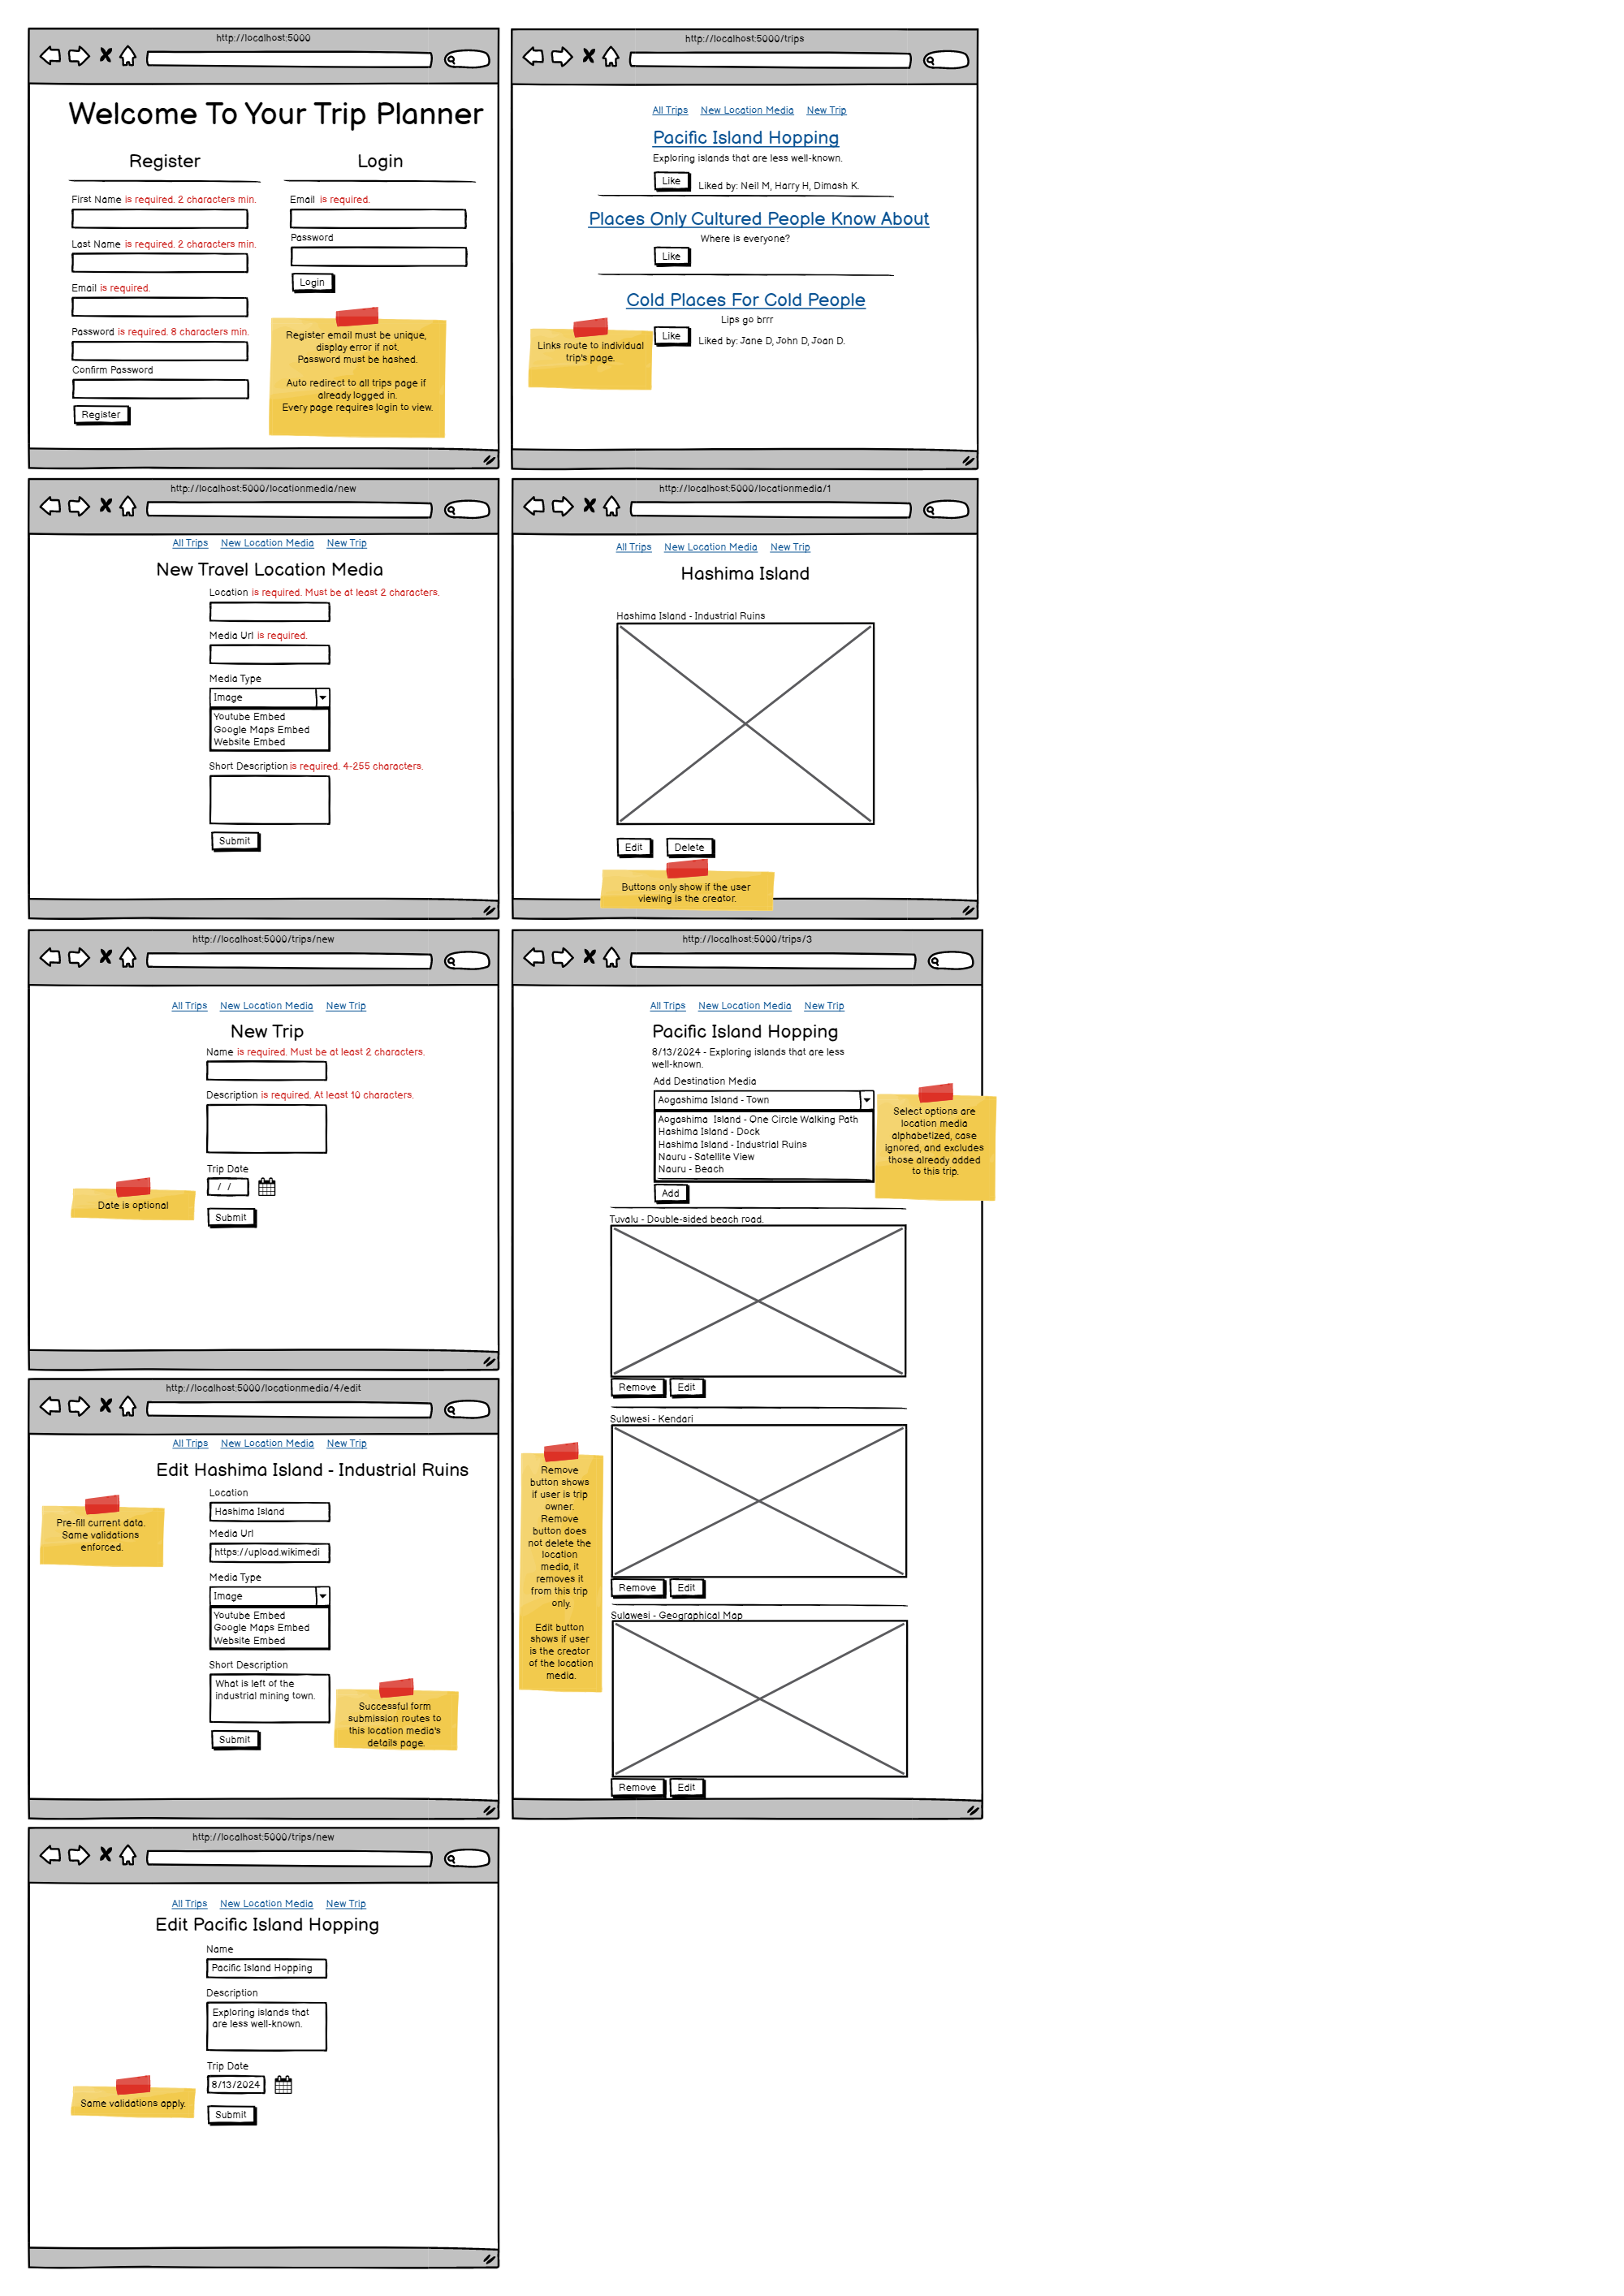 http://localhost:5000
Welcome To Your Trip Planner
Register
First Name is required. 2 characters min.
Last Name is required. 2 characters min.
Email is required.
Password is required. 8 characters min.
Confirm Password
Register
Login
Email is required.
Password
Login
Register email must be unique,
display error if not.
Password must be hashed.
Auto redirect to all trips page if
already logged in.
Every page requires login to view.
http://localhost:5000/trips
All Trips New Location Media New Trip
Pacific Island Hopping
Exploring islands that are less well-known.
Like Liked by: Neil M, Harry H, Dimash K.
Places Only Cultured People Know About
Where is everyone?
Like
Cold Places For Cold People
Lips go brrr
Like Liked by: Jane D, John D, Joan D.
Links route to individual
trip's page.
http://localhost:5000/locationmedia/new
All Trips New Location Media New Trip
New Travel Location Media
Location is required. Must be at least 2 characters.
Media Url is required.
Media Type
Image
Youtube Embed
Google Maps Embed
Website Embed
Short Description is required. 4-255 characters.
Submit
http://localhost:5000/locationmedia/1
All Trips New Location Media New Trip
Hashima Island
Hashima Island - Industrial Ruins
Edit Delete
Buttons only show if the user
viewing is the creator.
http://localhost:5000/trips/new
All Trips New Location Media New Trip
New Trip
Name is required. Must be at least 2 characters.
Description is required. At least 10 characters.
Trip Date
/ /
Date is optional
Submit
http://localhost:5000/trips/3
All Trips New Location Media New Trip
Pacific Island Hopping
8/13/2024 - Exploring islands that are less
well-known.
Add Destination Media
Aogashima Island - Town
Aogashima Island - One Circle Walking Path
Hashima Island - Dock
Hashima Island - Industrial Ruins
Nauru - Satellite View
Nauru - Beach
Add
Select options are
location media
alphabetized, case
ignored, and excludes
those already added
to this trip.
Tuvalu - Double-sided beach road.
Remove Edit
Sulawesi - Kendari
Remove Edit
Sulawesi - Geographical Map
Remove Edit
Remove
button shows
if user is trip
owner.
Remove
button does
not delete the
location
media, it
removes it
from this trip
only.
Edit button
shows if user
is the creator
of the location
media.
http://localhost:5000/locationmedia/4/edit
All Trips New Location Media New Trip
Edit Hashima Island - Industrial Ruins
Location
Hashima Island
Media Url
https://upload.wikimedi
Media Type
Image
Youtube Embed
Google Maps Embed
Website Embed
Short Description
What is left of the
industrial mining town.
Submit
Pre-fill current data.
Same validations
enforced.
Successful form
submission routes to
this location media's
details page.
http://localhost:5000/trips/new
All Trips New Location Media New Trip
Edit Pacific Island Hopping
Name
Pacific Island Hopping
Description
Exploring islands that
are less well-known.
Trip Date
8/13/2024
Same validations apply.
Submit